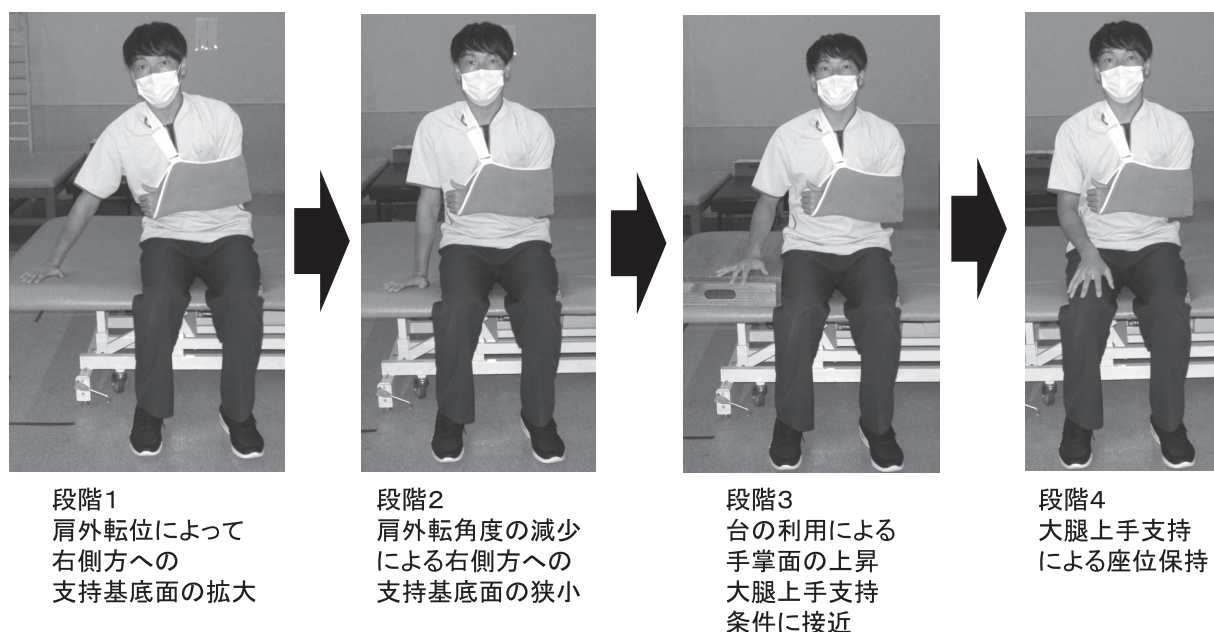 段階1
肩外転位によって
右側方への
支持基底面の拡大
段階2
肩外転角度の減少
による右側方への
支持基底面の狭小
段階3
台の利用による
手掌面の上昇
大腿上手支持
条件に接近
段階4
大腿上手支持
による座位保持